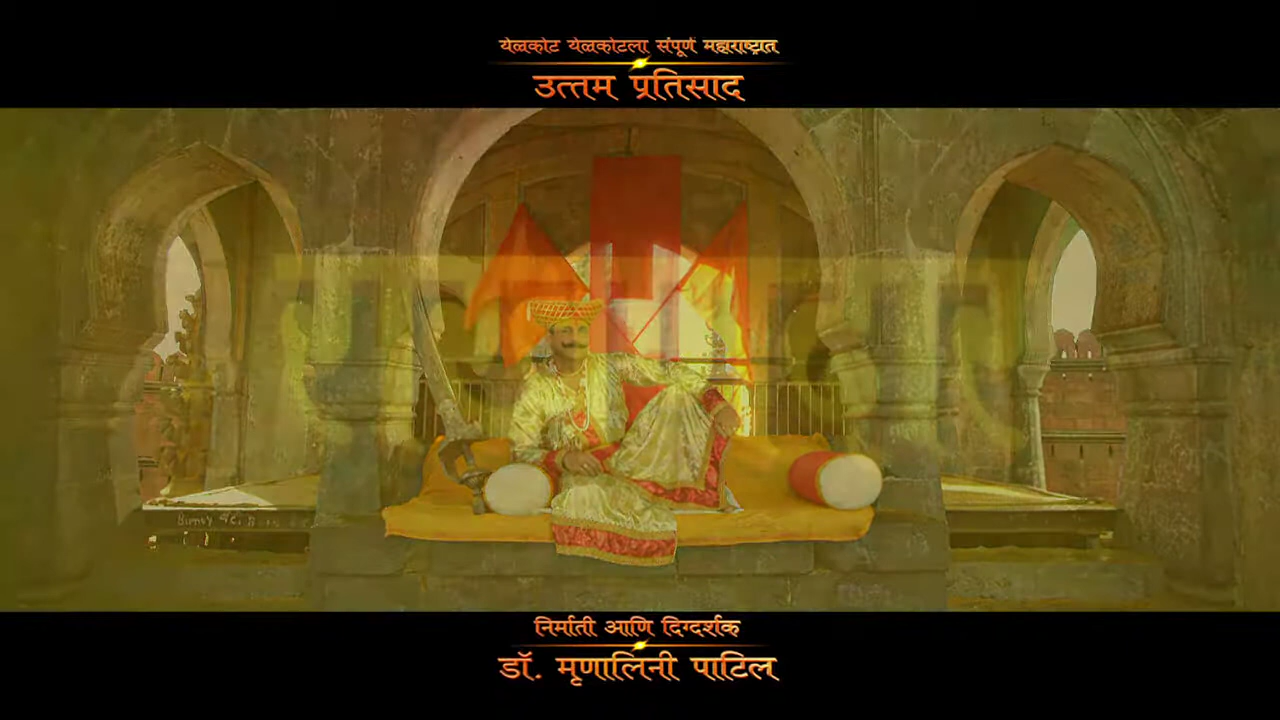 येळकोट येळकोटला संपूर्ण महाराष्ट्रात
उत्तम प्रतिसाद
निर्माती आणि दिग्दर्शक
डॉ. मृणालिनी पाटिल